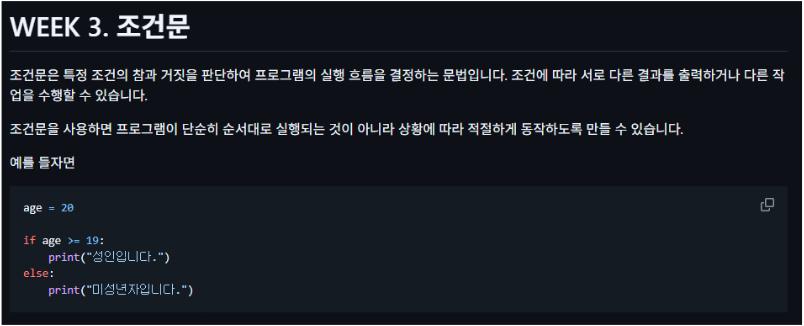 WEEK 3. 조건문
조건문은 특정 조건의 참과 거짓을 판단하여 프로그램의 실행 흐름을 결정하는 문법입니다. 조건에 따라 서로 다른 결과를 출력하거나 다른 작
업을 수행할 수 있습니다.
조건문을 사용하면 프로그램이 단순히 순서대로 실행되는 것이 아니라 상황에 따라 적절하게 동작하도록 만들 수 있습니다.
예를 들자면
age = 20
if age >= 19:
    print("성인입니다.")
else:
    print("미성년자입니다.")